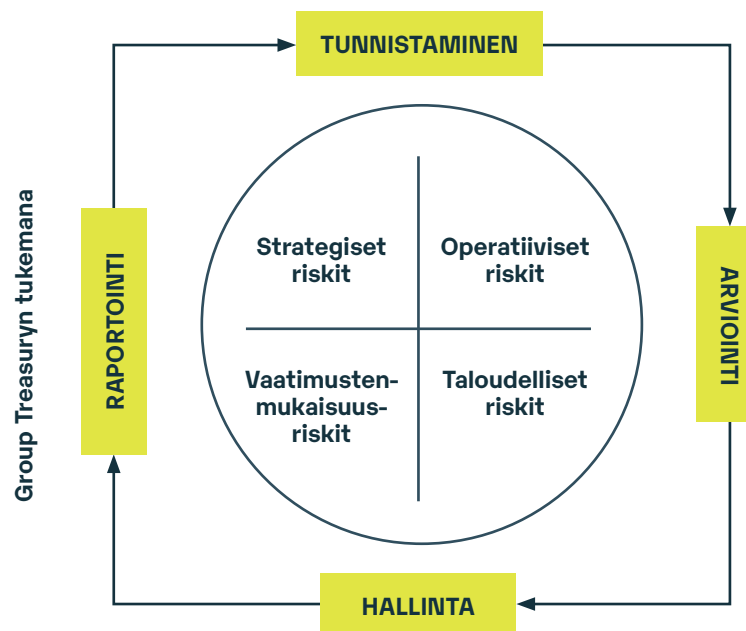 TUNNISTAMINEN
Group Treasuryn tukemana
RAPORTOINTI
Strategiset
riskit
Operatiiviset
riskit
ARVIOINTI
Vaatimusten-
mukaisuus-
riskit
Taloudelliset
riskit
HALLINTA